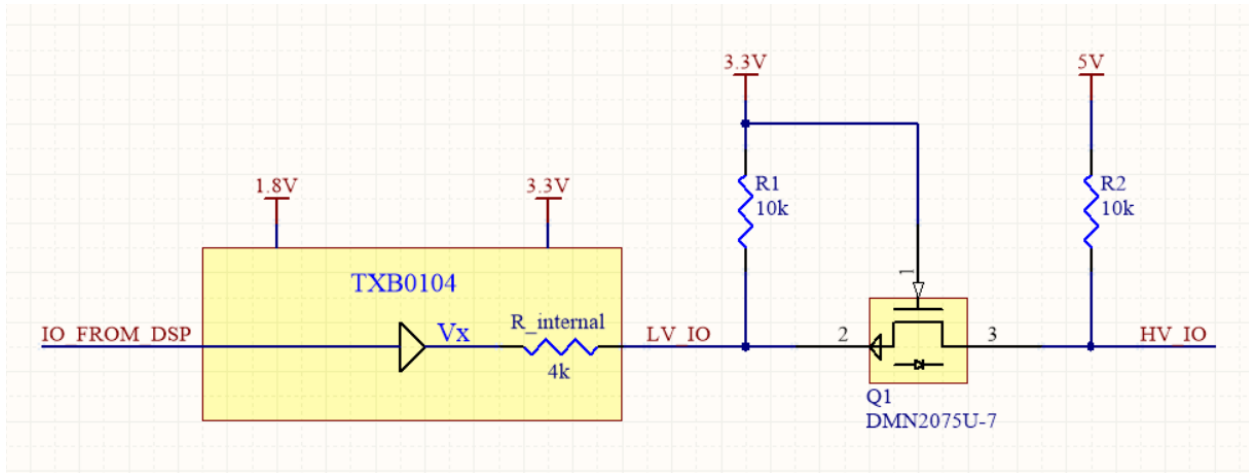 3.3V
5V
1.8V
3.3V
R1
10k
R2
10k
TXB0104
1
IO_FROM_DSP
Vx
R_internal
4k
LV_IO
2
3
HV_IO
Q1
DMN2075U-7